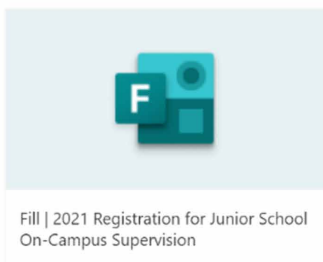 F
Fill | 2021 Registration for Junior School
On-Campus Supervision